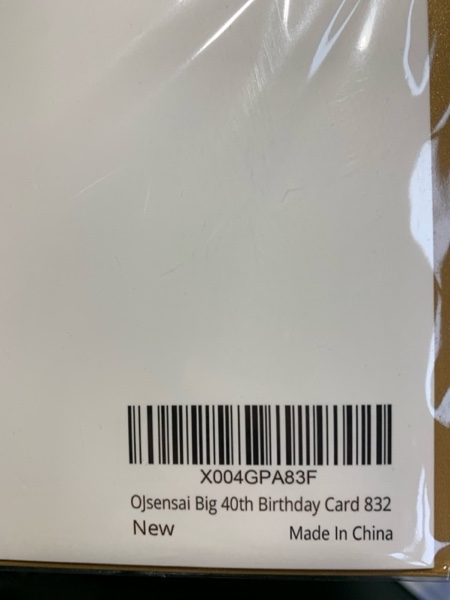 X004GPA83F
OJsensai Big 40th Birthday Card 832
New
Made In China